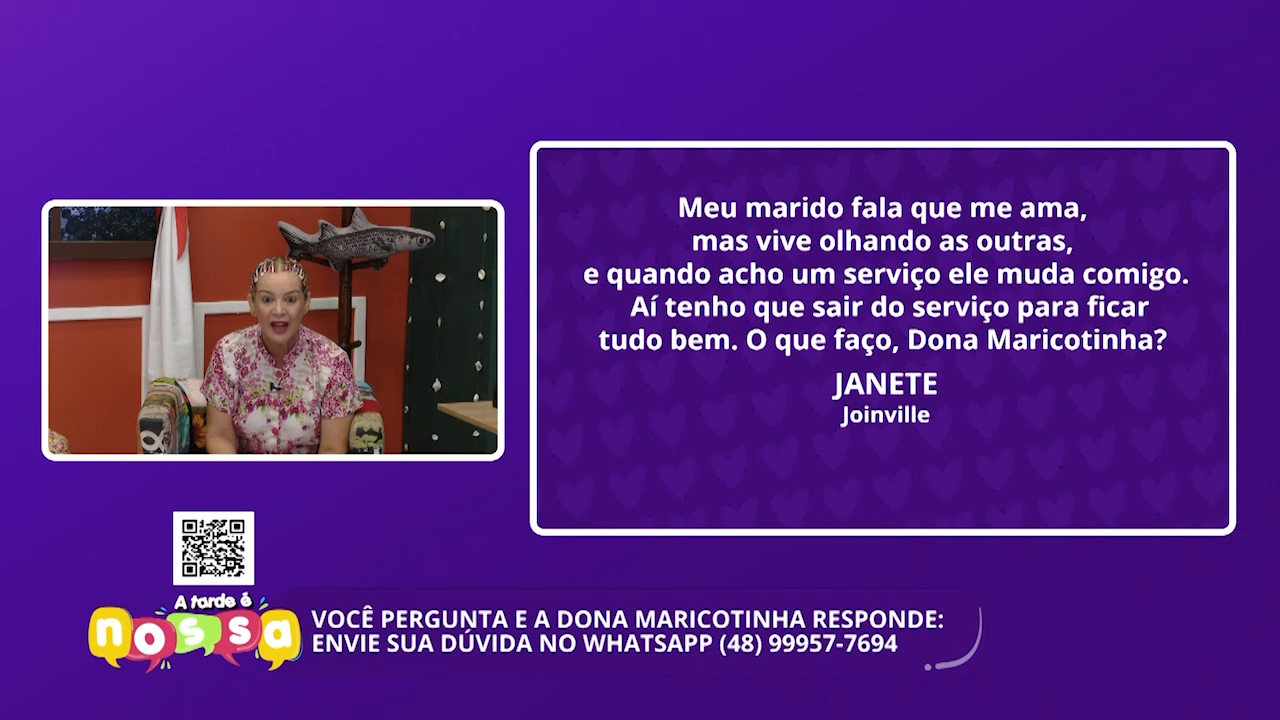 Meu marido fala que me ama,
mas vive olhando as outras,
e quando acho um serviço ele muda comigo.
Aí tenho que sair do serviço para ficar
tudo bem. O que faço, Dona Maricotinha?
JANETE
Joinville
A tarde é
nossa
VOCÊ PERGUNTA E A DONA MARICOTINHA RESPONDE:
ENVIE SUA DÚVIDA NO WHATSAPP (48) 99957-7694